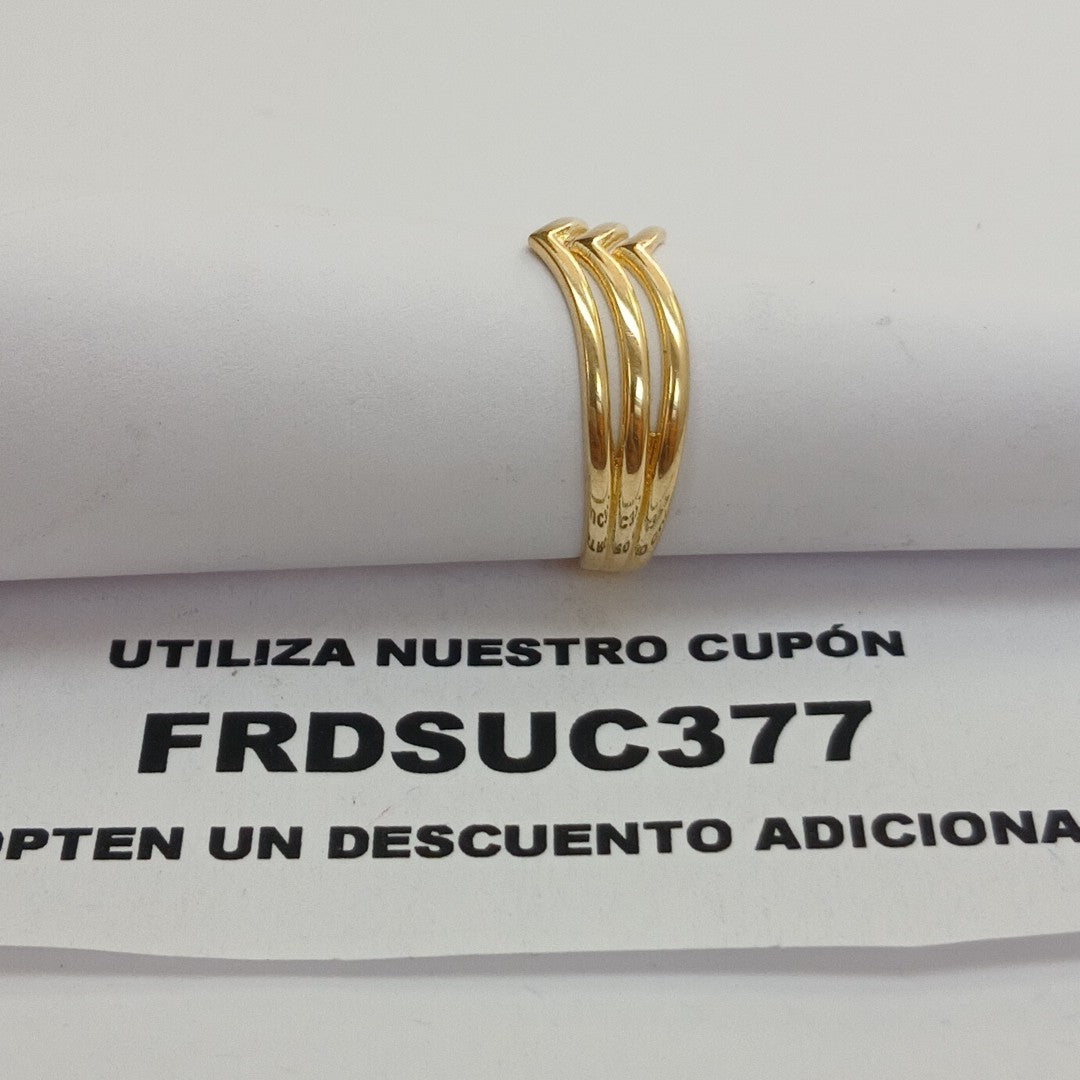 UTILIZA NUESTRO CUPÓN
FRDSUC377
OPTEN UN DESCUENTO ADICIONA